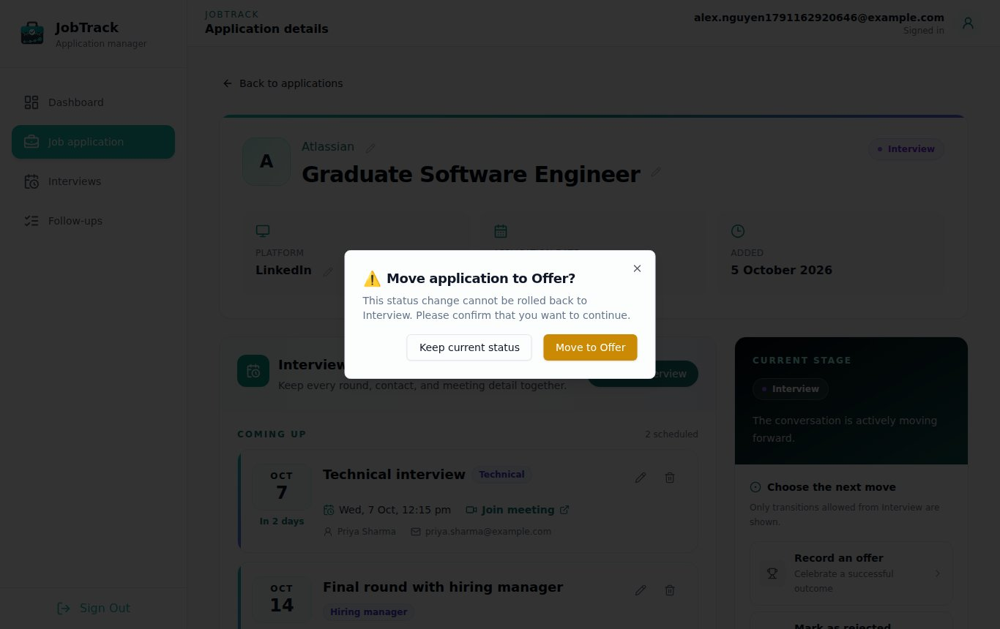 JobTrack
Application manager
Dashboard
Job application
Interviews
Follow-ups
Sign Out
JOBTRACK
Application details
alex.nguyen1791162920646@example.com
Signed in
Back to applications
A
Atlassian
Graduate Software Engineer
Interview
PLATFORM
LinkedIn
ADDED
5 October 2026
Move application to Offer?
This status change cannot be rolled back to
Interview. Please confirm that you want to continue.
Keep current status
Move to Offer
Interview
Keep every round, contact, and meeting detail together.
COMING UP
2 scheduled
OCT
7
In 2 days
Technical interview
Technical
Wed, 7 Oct, 12:15 pm
Join meeting
Priya Sharma
priya.sharma@example.com
OCT
14
Final round with hiring manager
Hiring manager
CURRENT STAGE
Interview
The conversation is actively moving
forward.
Choose the next move
Only transitions allowed from Interview are
shown.
Record an offer
Celebrate a successful
outcome
Mark as rejected